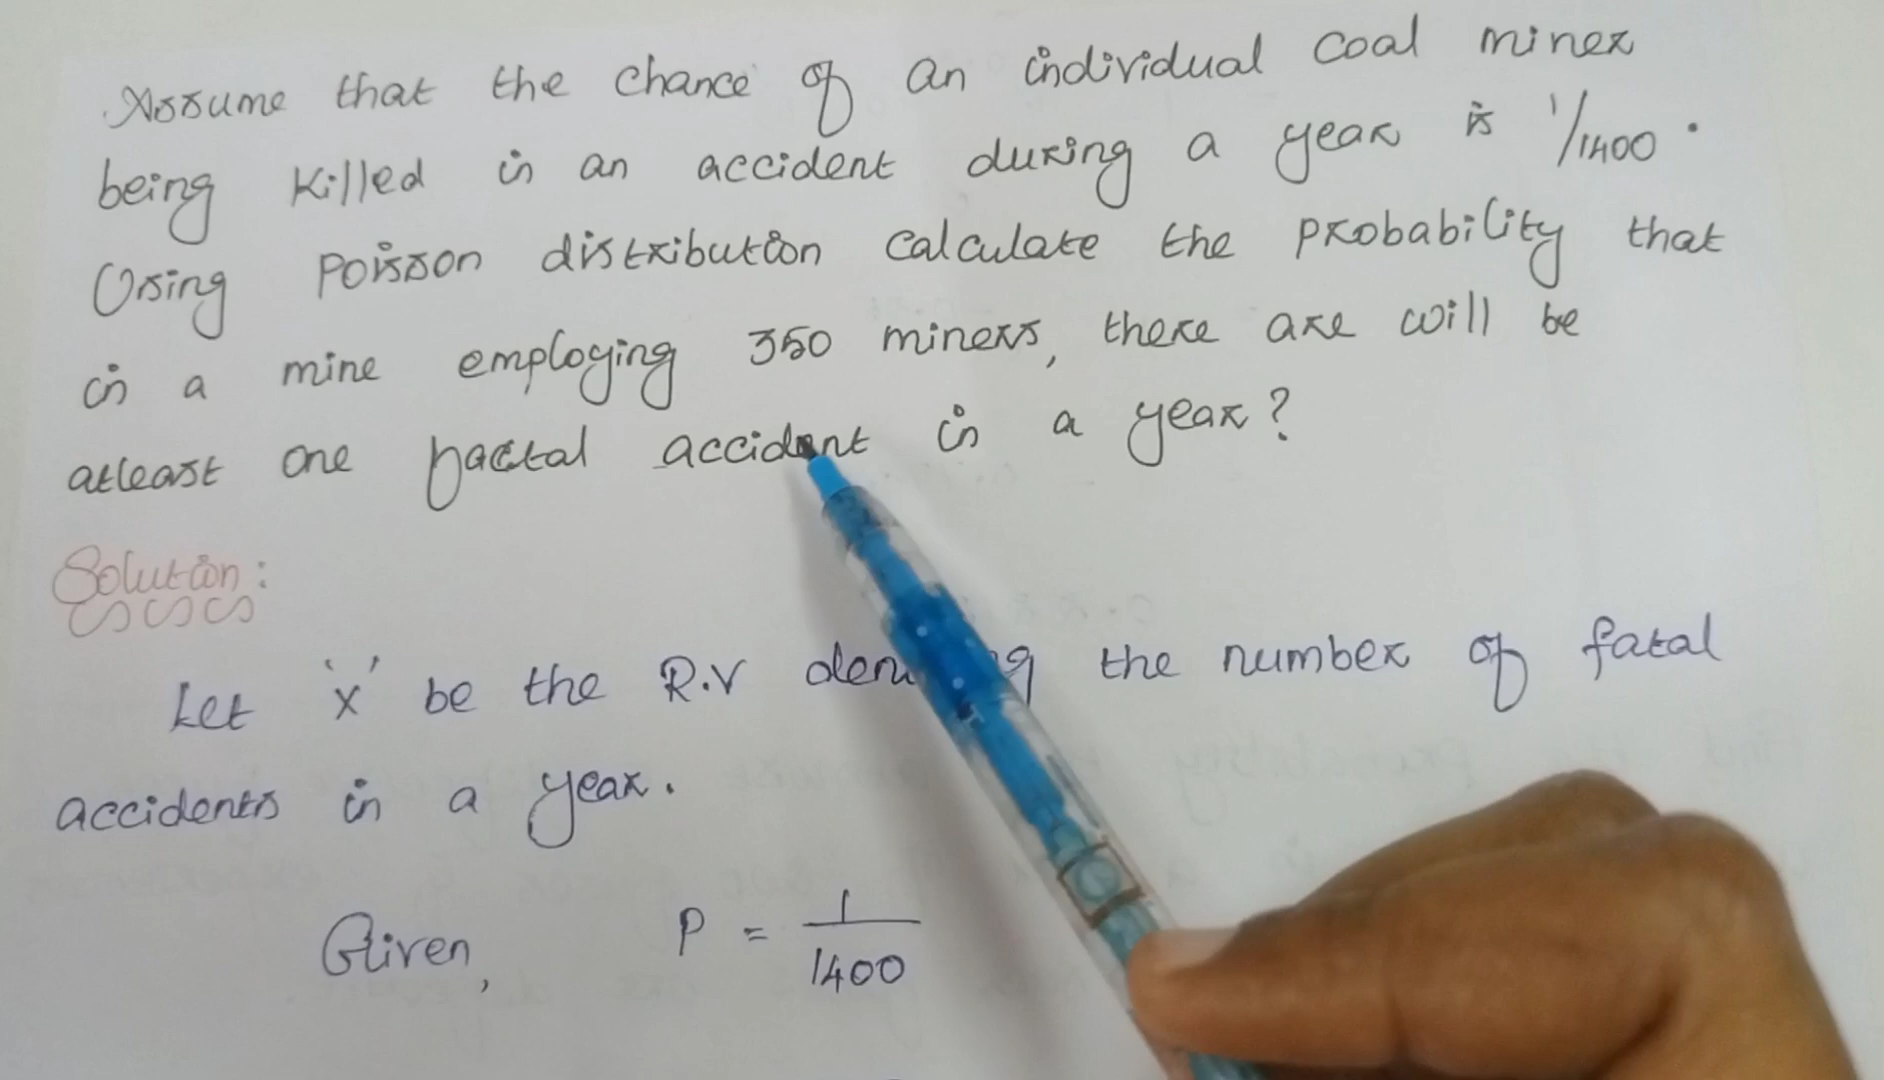 Assume that the chance of an individual coal miner
being killed in an accident during a year is 1/1400.
Using poisson distribution calculate the probability that
in a mine employing 350 miners, there are will be
atleast one factal accident in a year?
Solution:
Let 'X' be the R.V the number of fatal
accidents in a year.
Given, P = 1/1400